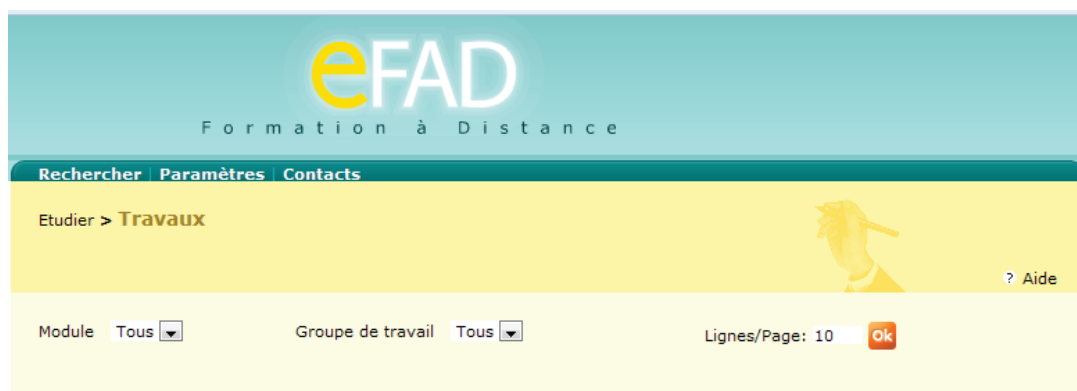 eFAD
Formation à Distance
Rechercher | Paramètres | Contacts
Etudier > Travaux
? Aide
Module Tous Groupe de travail Tous Lignes/Page: 10 Ok